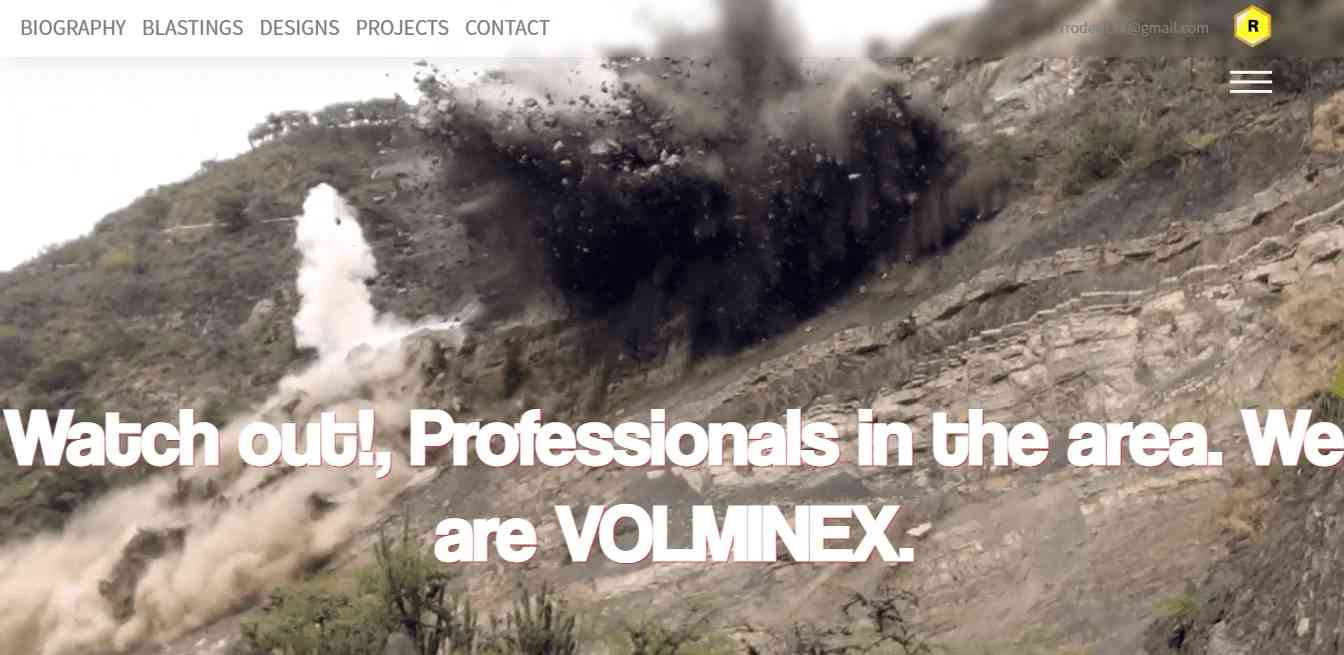 BIOGRAPHY BLASTINGS DESIGNS PROJECTS CONTACT
R
Watch out!, Professionals in the area. We
are VOLMINEX.